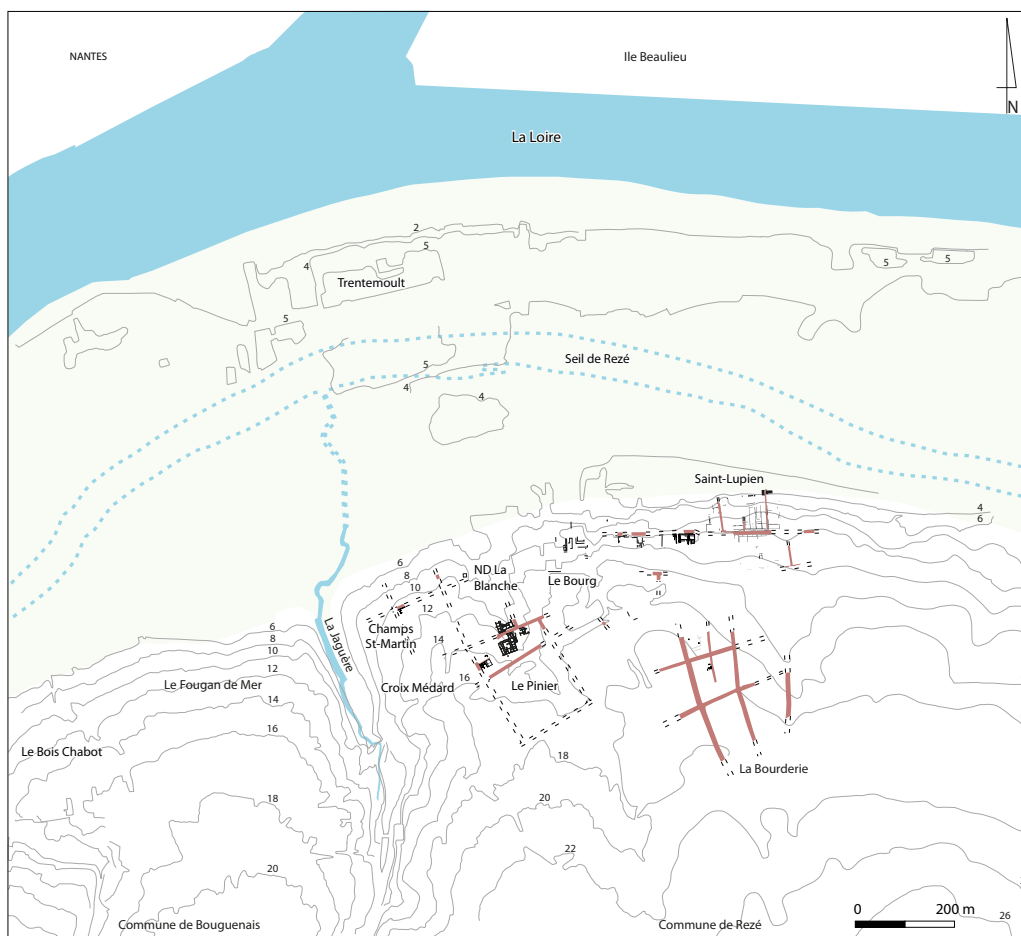 NANTES
Ile Beaulieu
N
La Loire
2
5
4
5
5
Trentemoult
5
Seil de Rezé
5
4
4
Saint-Lupien
4
6
6
8
10
12
ND La
Blanche
Le Bourg
Champs
St-Martin
14
16
Croix Médard
Le Pinier
La Jaguère
6
8
10
12
Le Fougan de Mer
14
16
Le Bois Chabot
18
20
18
20
22
La Bourderie
Commune de Bouguenais
Commune de Rezé
0 200 m
26